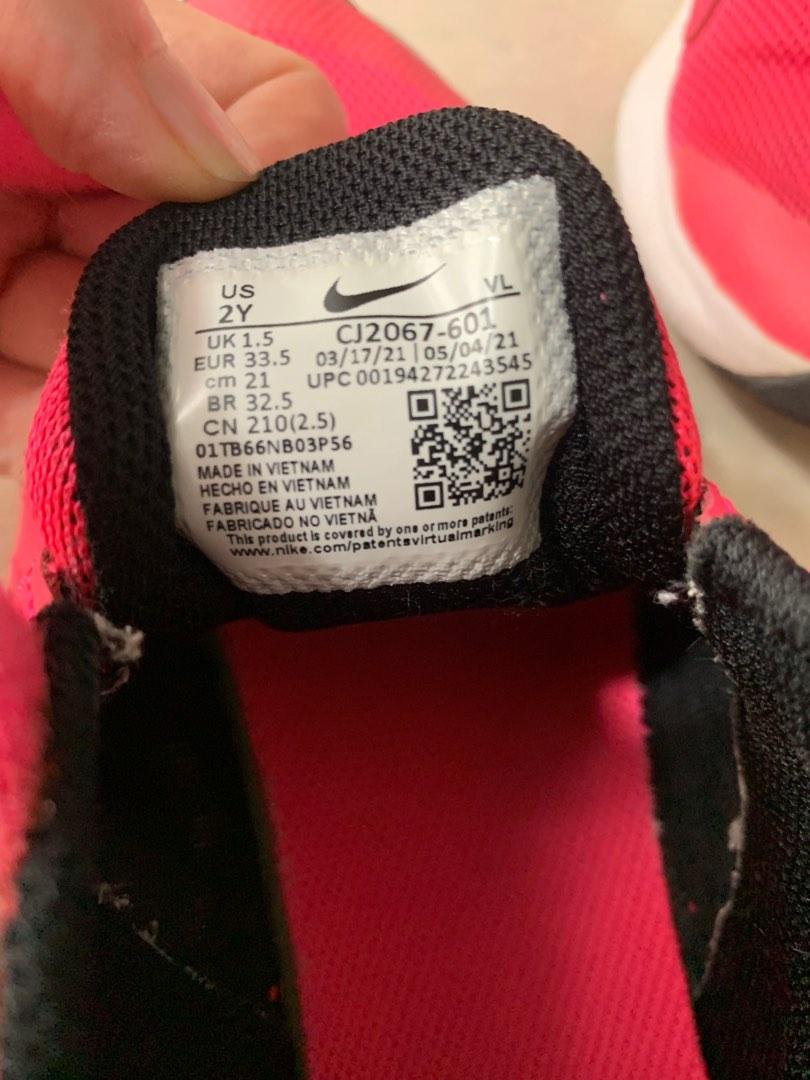 US VL
2Y
UK 1.5 CJ2067-601
EUR 33.5 03/17/21 | 05/04/21
cm 21 UPC 00194272243545
BR 32.5
CN 210(2.5)
01TB66NB03P56
MADE IN VIETNAM
HECHO EN VIETNAM
FABRIQUE AU VIETNAM
FABRICADO NO VIETNÃ
This product is covered by one or more patents:
www.nike.com/patentsvirtualmarking